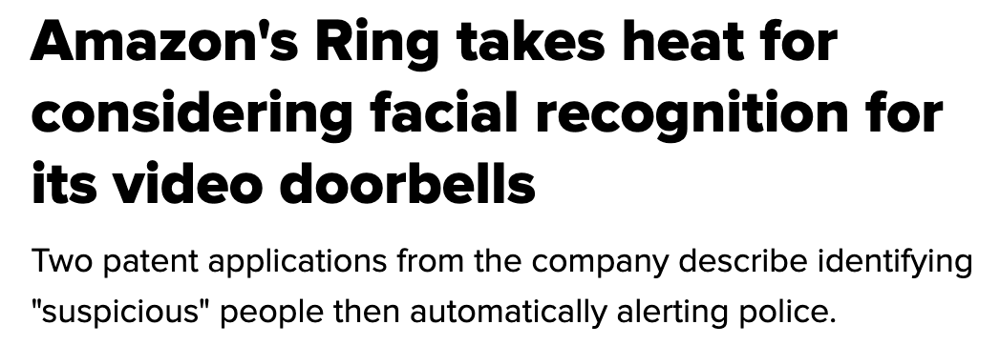 Amazon's Ring takes heat for
considering facial recognition for
its video doorbells
Two patent applications from the company describe identifying
"suspicious" people then automatically alerting police.